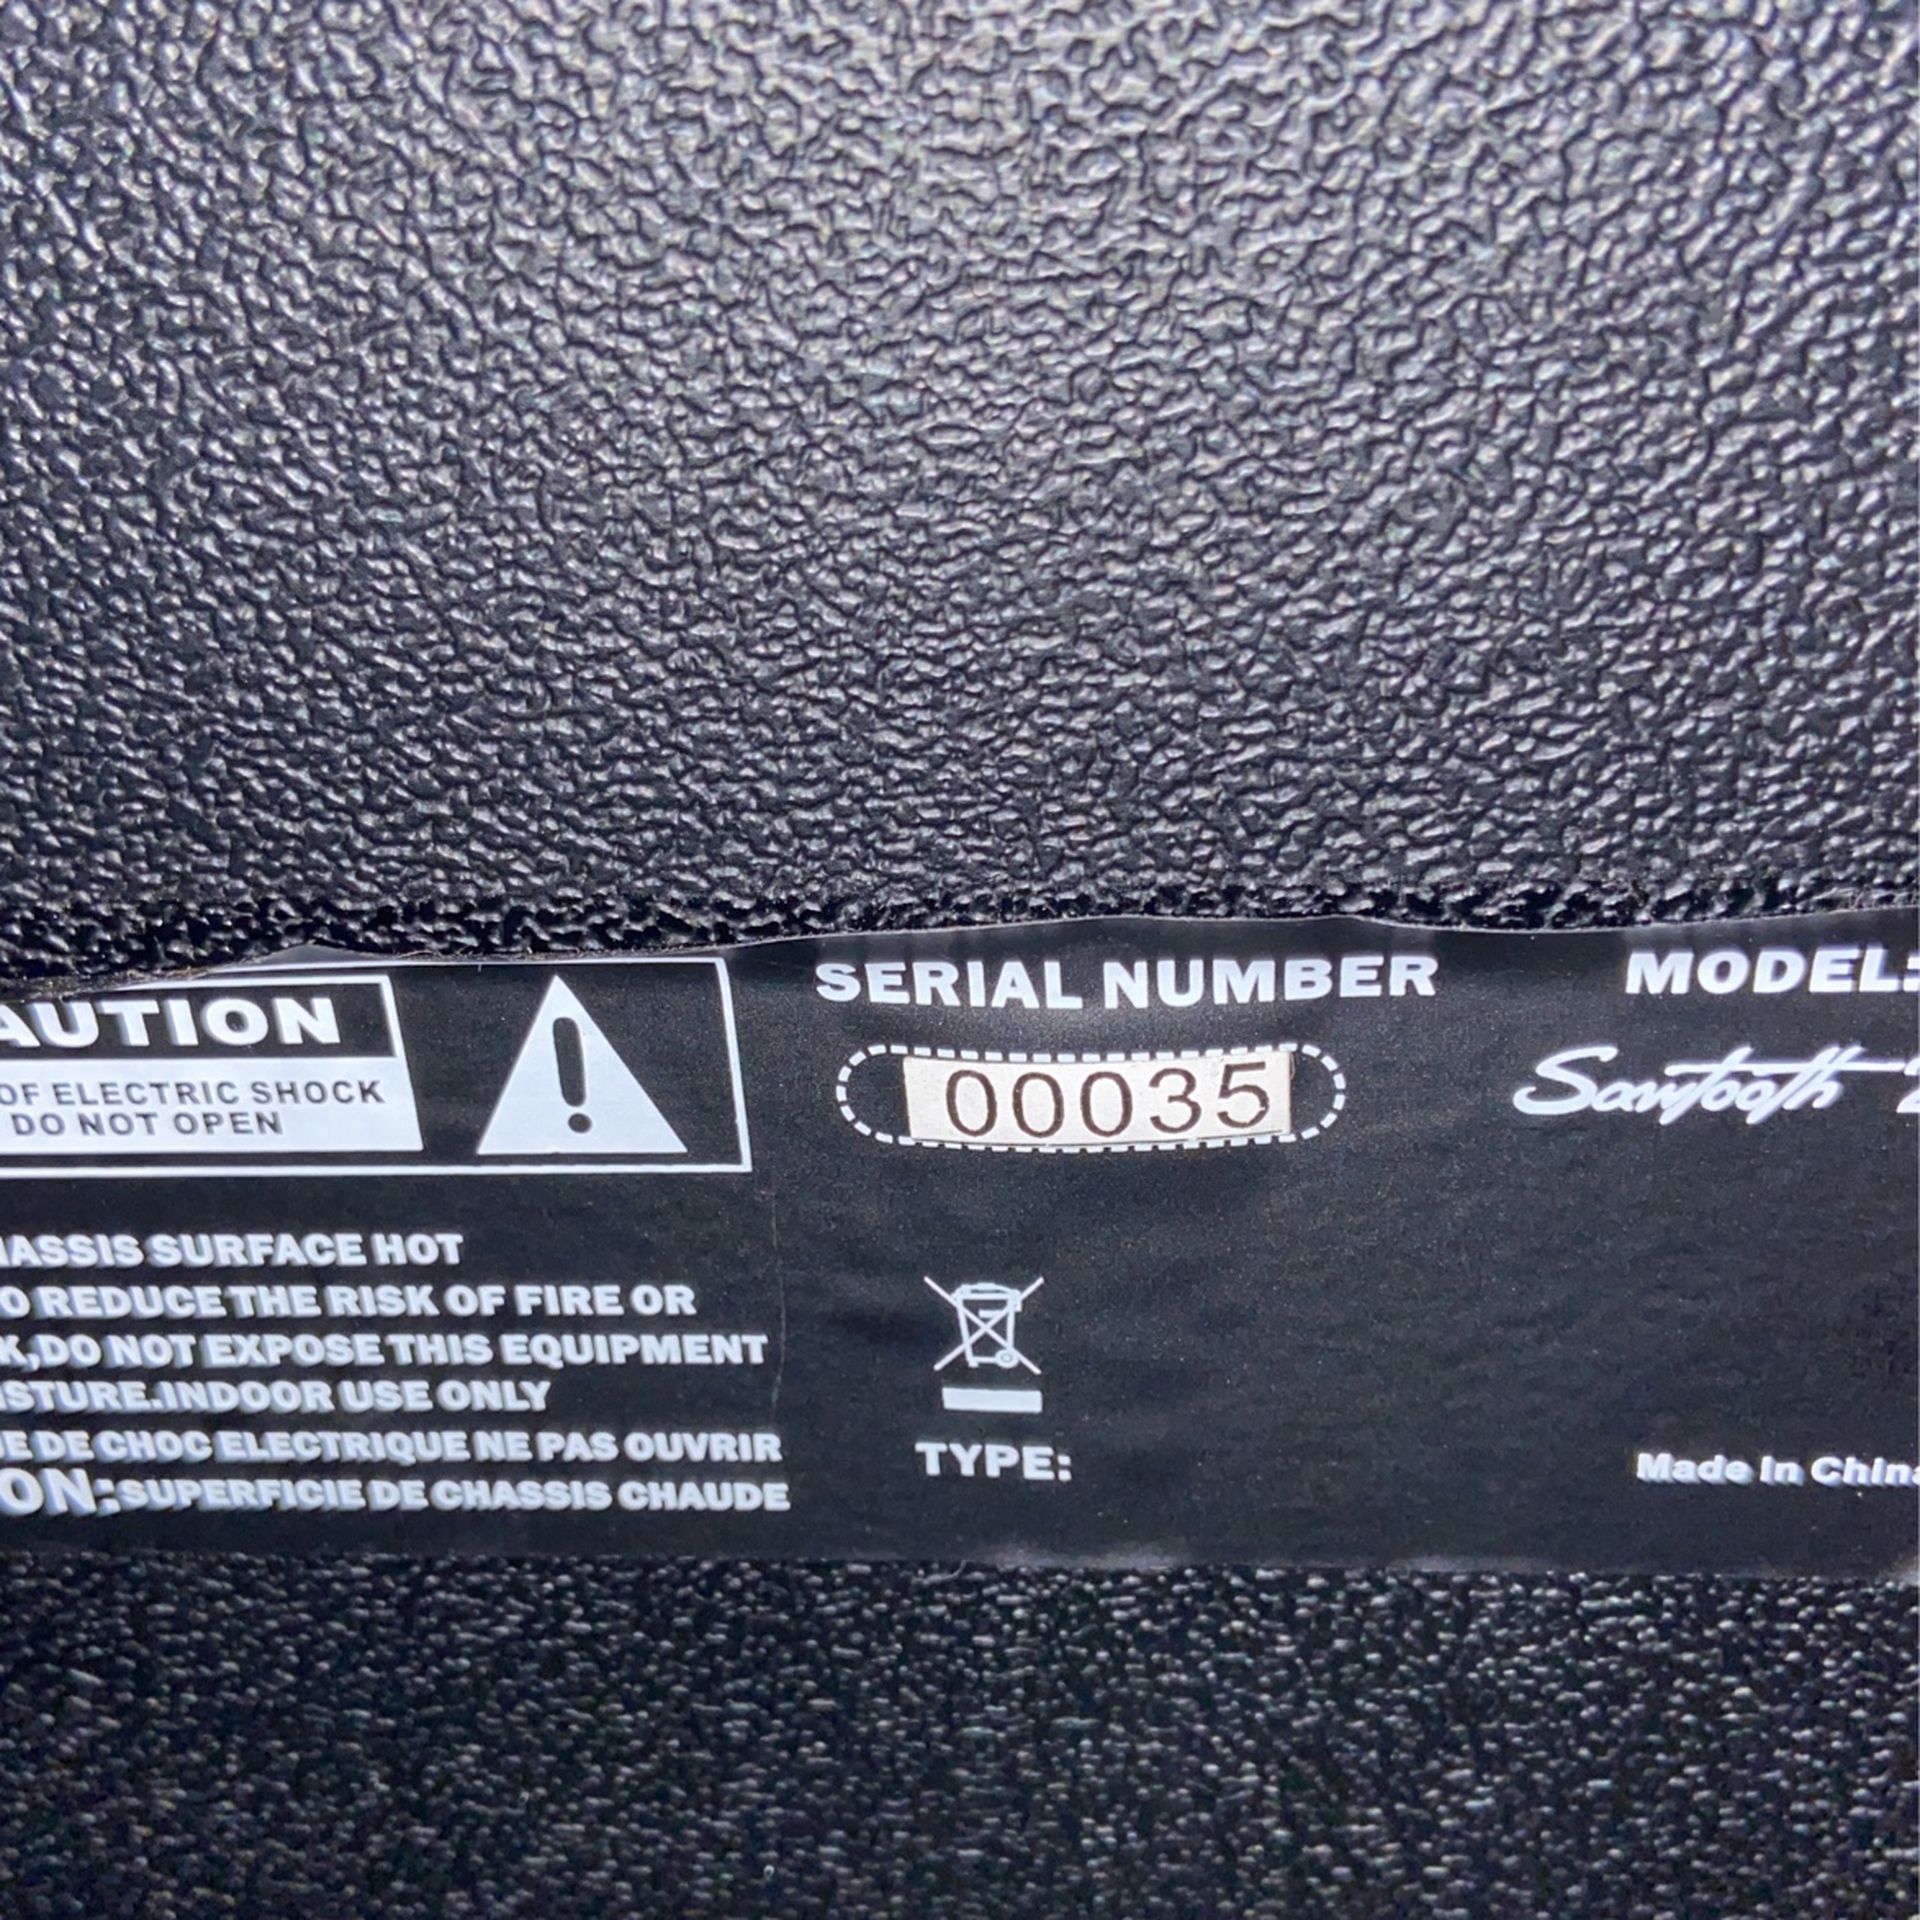 AUTION
OF ELECTRIC SHOCK
DO NOT OPEN
SERIAL NUMBER
00035
MODEL:
Sawtooth
HASSIS SURFACE HOT
O REDUCE THE RISK OF FIRE OR
K,DO NOT EXPOSE THIS EQUIPMENT
ISTURE.INDOOR USE ONLY
UE DE CHOC ELECTRIQUE NE PAS OUVRIR
ON:SUPERFICIE DE CHASSIS CHAUDE
TYPE:
Made In China